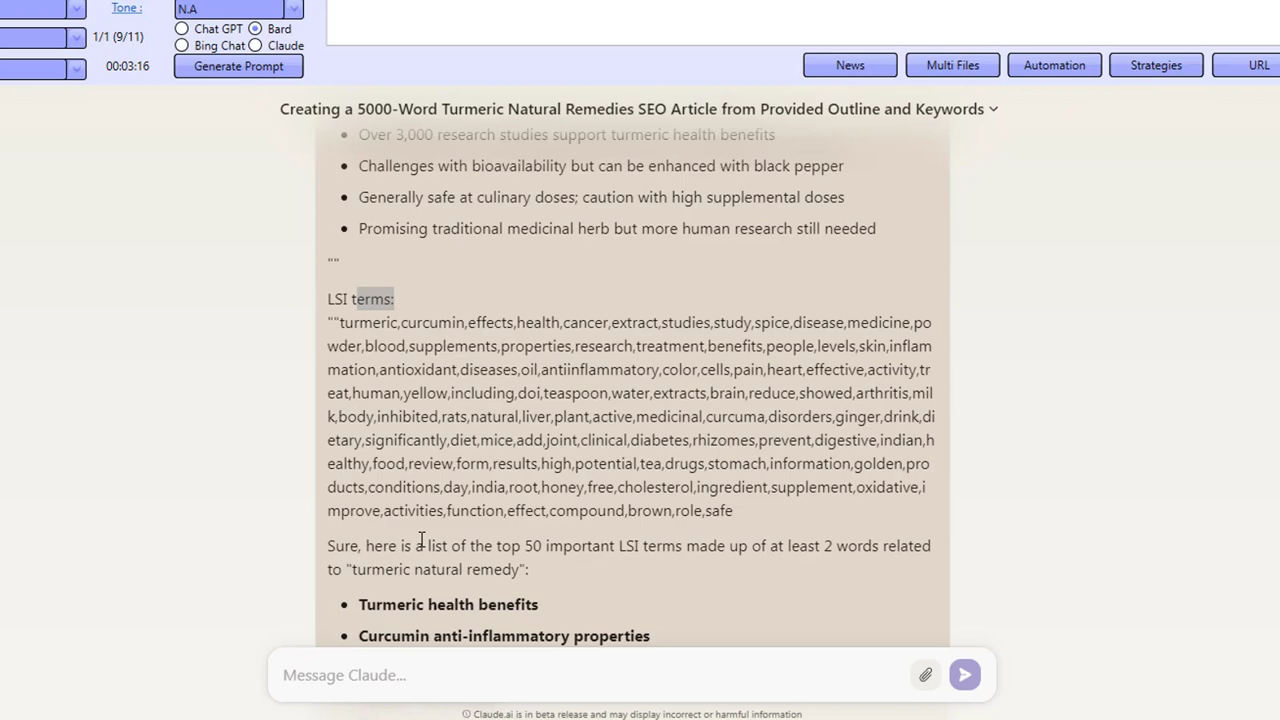 Tone :
N.A
Chat GPT
Bard
1/1 (9/11)
Bing Chat
Claude
00:03:16
Generate Prompt
News
Multi Files
Automation
Strategies
URL
Creating a 5000-Word Turmeric Natural Remedies SEO Article from Provided Outline and Keywords
• Over 3,000 research studies support turmeric health benefits
• Challenges with bioavailability but can be enhanced with black pepper
• Generally safe at culinary doses; caution with high supplemental doses
• Promising traditional medicinal herb but more human research still needed
""
LSI terms:
""turmeric,curcumin,effects,health,cancer,extract,studies,study,spice,disease,medicine,po
wder,blood,supplements,properties,research,treatment,benefits,people,levels,skin,inflam
mation,antioxidant,diseases,oil,antiinflammatory,color,cells,pain,heart,effective,activity,tr
eat,human,yellow,including,doi,teaspoon,water,extracts,brain,reduce,showed,arthritis,mil
k,body,inhibited,rats,natural,liver,plant,active,medicinal,curcuma,disorders,ginger,drink,di
etary,significantly,diet,mice,add,joint,clinical,diabetes,rhizomes,prevent,digestive,indian,h
ealthy,food,review,form,results,high,potential,tea,drugs,stomach,information,golden,pro
ducts,conditions,day,india,root,honey,free,cholesterol,ingredient,supplement,oxidative,i
mprove,activities,function,effect,compound,brown,role,safe
Sure, here is a list of the top 50 important LSI terms made up of at least 2 words related
to "turmeric natural remedy":
• Turmeric health benefits
• Curcumin anti-inflammatory properties
Message Claude...
Claude.ai is in beta release and may display incorrect or harmful information